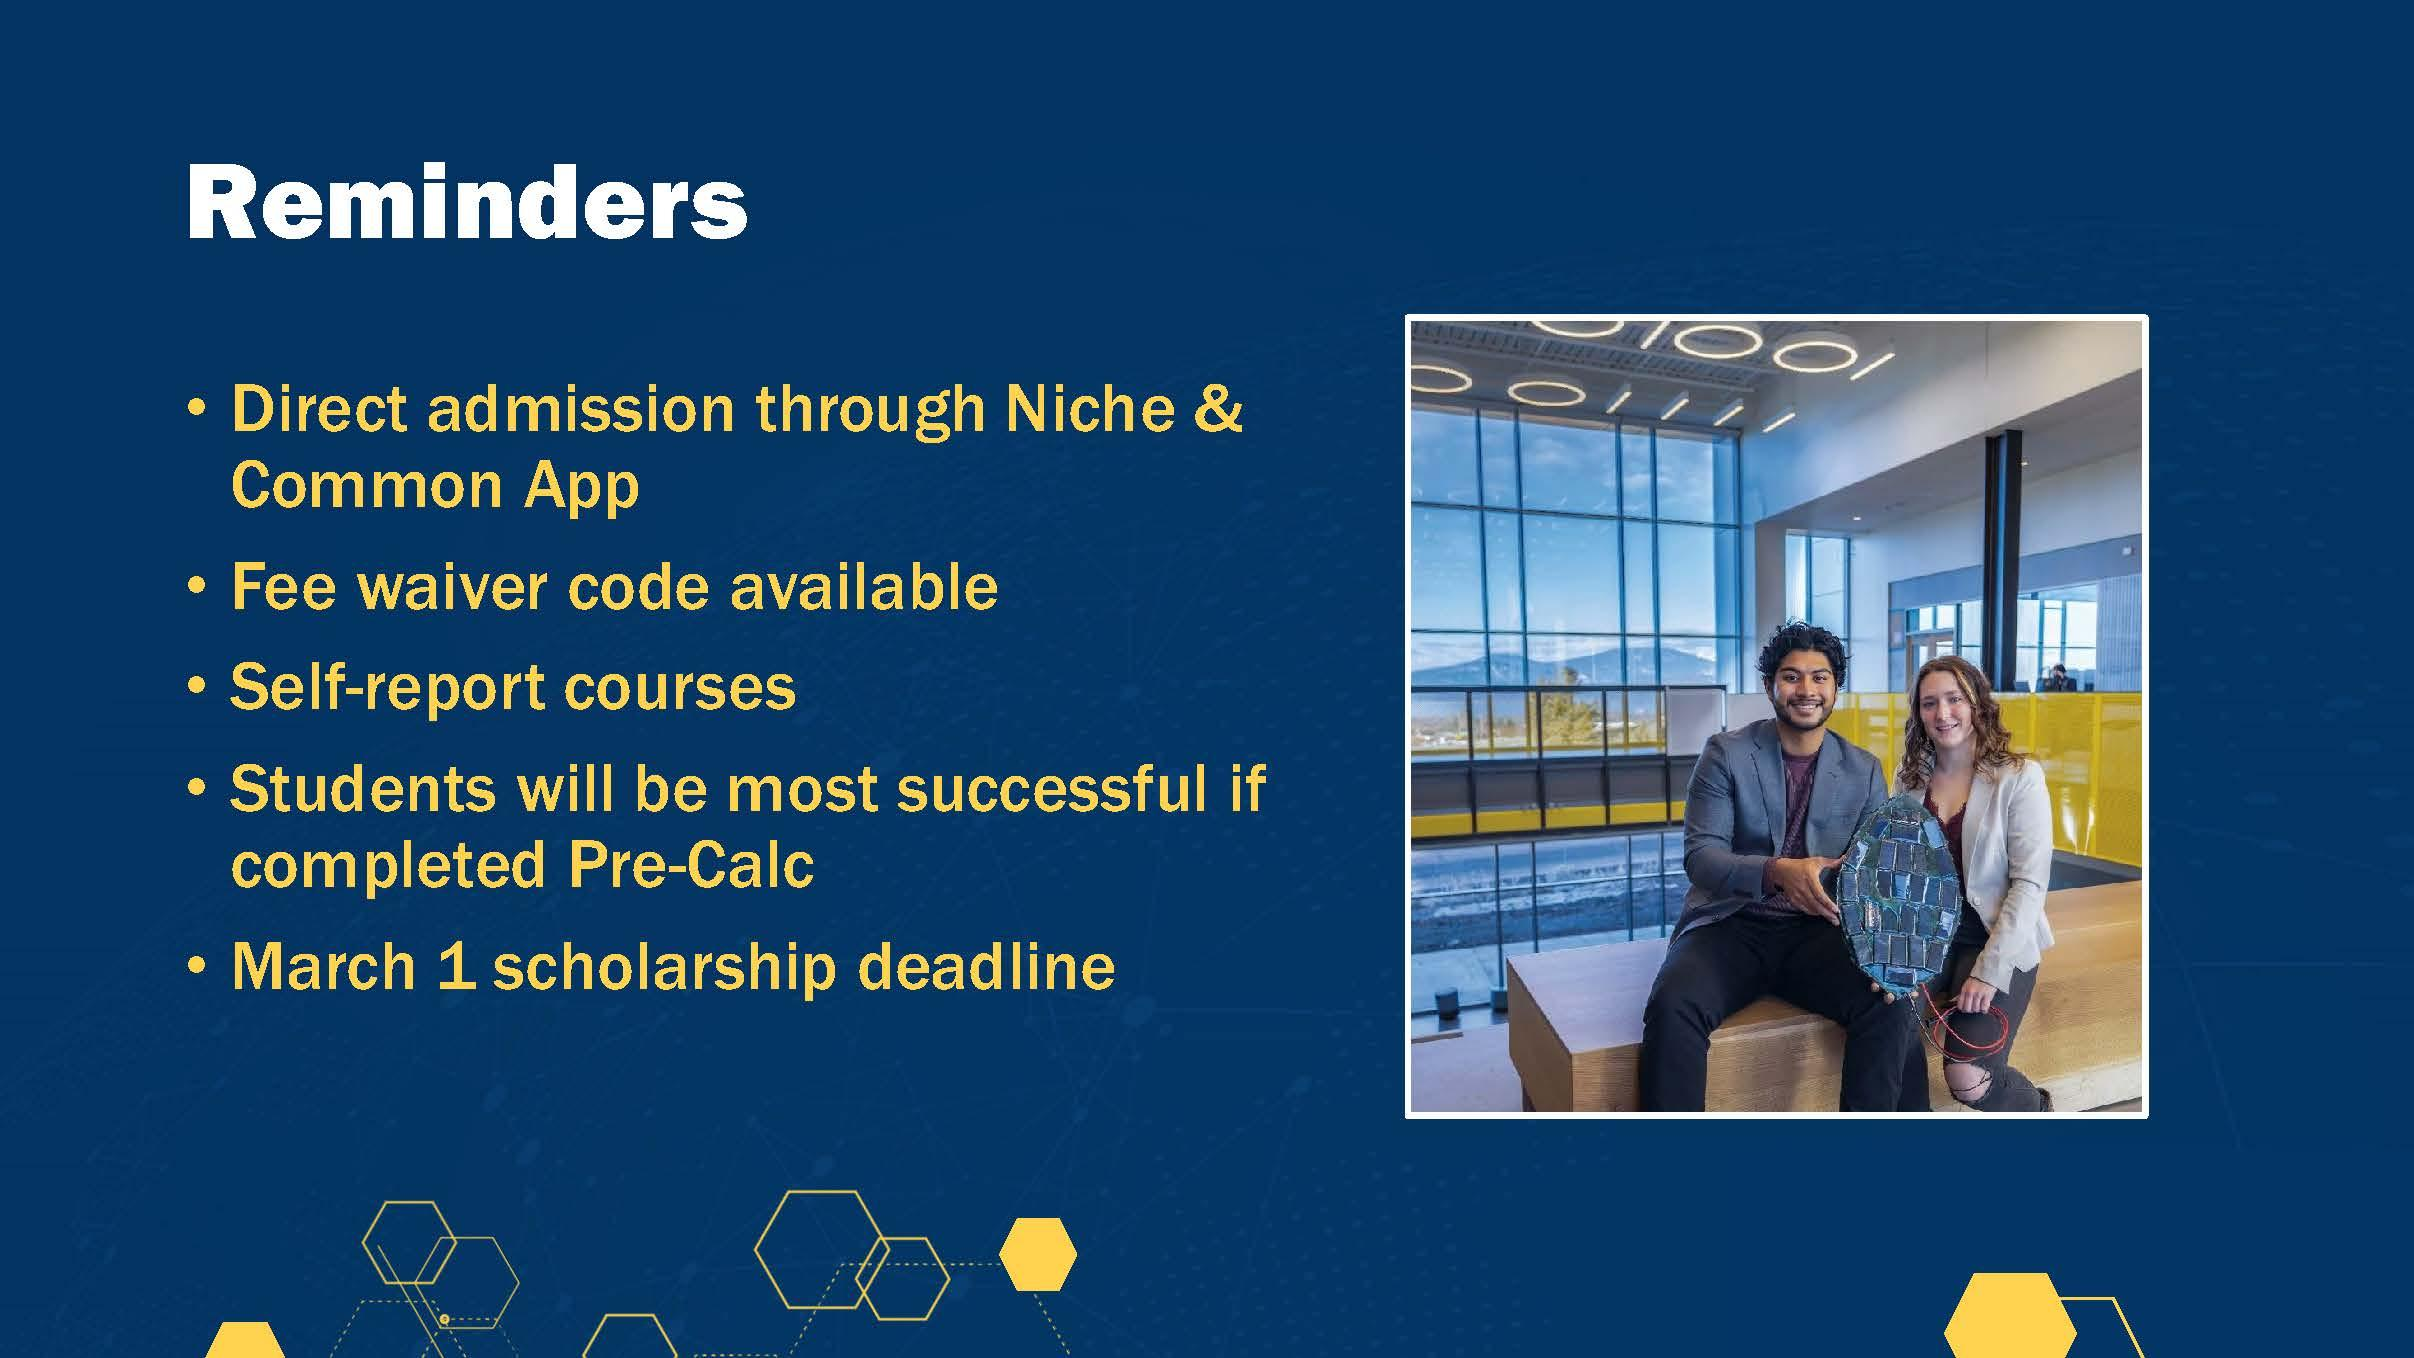 Reminders
• Direct admission through Niche &
Common App
• Fee waiver code available
• Self-report courses
• Students will be most successful if
completed Pre-Calc
• March 1 scholarship deadline